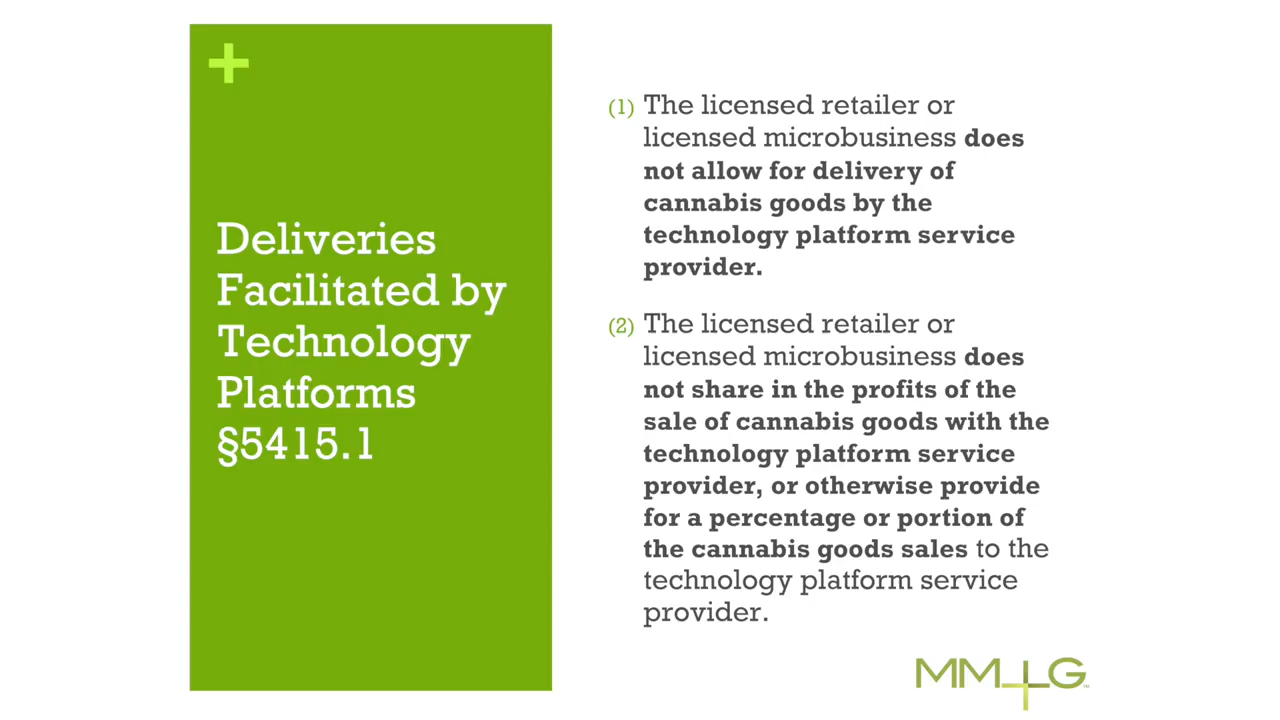 +
Deliveries
Facilitated by
Technology
Platforms
§5415.1
(1) The licensed retailer or
licensed microbusiness does
not allow for delivery of
cannabis goods by the
technology platform service
provider.
(2) The licensed retailer or
licensed microbusiness does
not share in the profits of the
sale of cannabis goods with the
technology platform service
provider, or otherwise provide
for a percentage or portion of
the cannabis goods sales to the
technology platform service
provider.
MMLG™